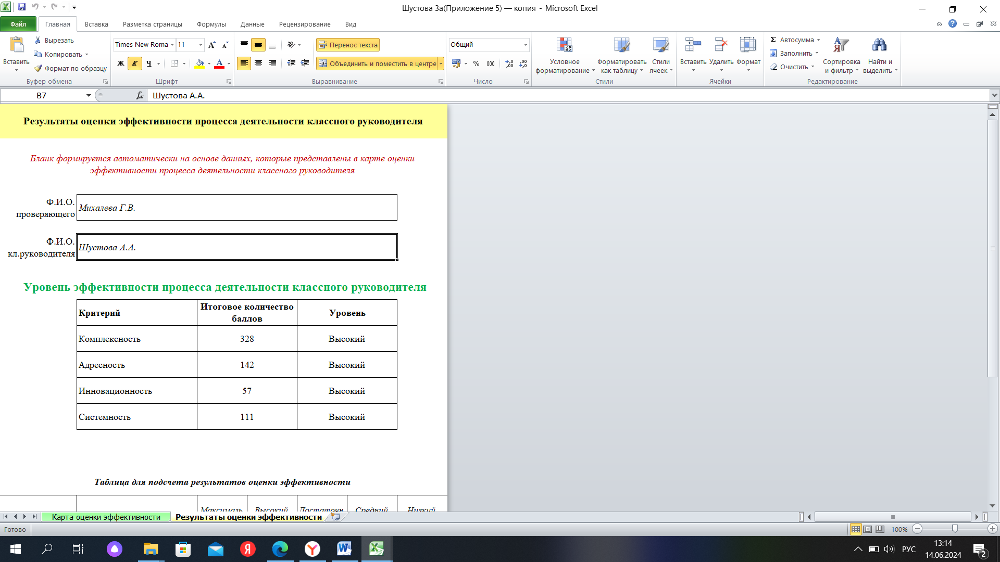 Шустова 3а(Приложение 5) — копия - Microsoft Excel
Файл Главная Вставка Разметка страницы Формулы Данные Рецензирование Вид
Вставить
Вырезать
Копировать
Формат по образцу
Буфер обмена
Times New Roma 11
Ж К Ч
Шрифт
Перенос текста
Объединить и поместить в центре
Выравнивание
Общий
% 000
Число
Условное форматирование
Форматировать как таблицу
Стили ячеек
Стили
Вставить Удалить Формат
Ячейки
Σ Автосумма
Заполнить
Очистить
Сортировка и фильтр
Найти и выделить
Редактирование
B7 fx Шустова А.А.
Результаты оценки эффективности процесса деятельности классного руководителя
Бланк формируется автоматически на основе данных, которые представлены в карте оценки
эффективности процесса деятельности классного руководителя
Ф.И.О.
проверяющего
Михалева Г.В.
Ф.И.О.
кл.руководителя
Шустова А.А.
Уровень эффективности процесса деятельности классного руководителя
Критерий Итоговое количество баллов Уровень
Комплексность 328 Высокий
Адресность 142 Высокий
Инновационность 57 Высокий
Системность 111 Высокий
Таблица для подсчета результатов оценки эффективности
Максималь Высокий Достаточн Средний Низкий
Карта оценки эффективности Результаты оценки эффективности
Готово 100%
РУС 13:14
14.06.2024
2